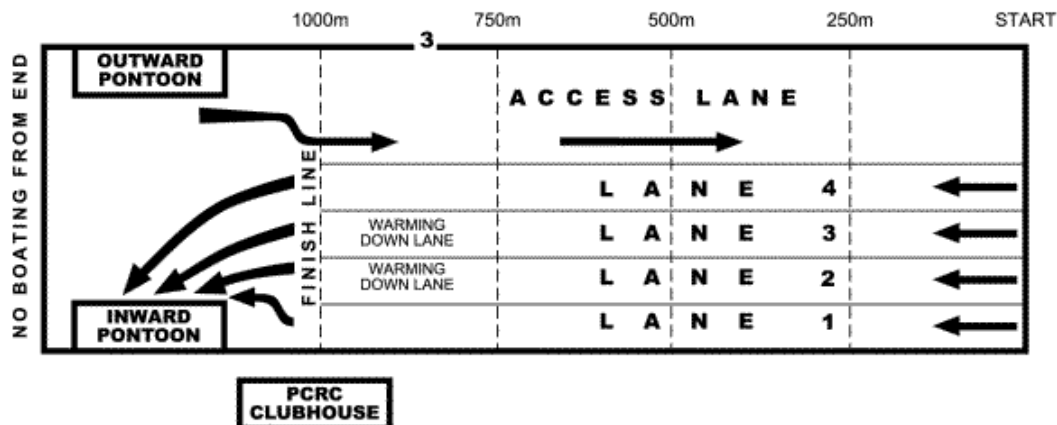 1000m 750m 500m 250m START
3
OUTWARD
PONTOON
ACCESS LANE
NO BOATING FROM END
FINISH LINE
LANE 4
WARMING
DOWN LANE
LANE 3
WARMING
DOWN LANE
LANE 2
INWARD
PONTOON
LANE 1
PCRC
CLUBHOUSE